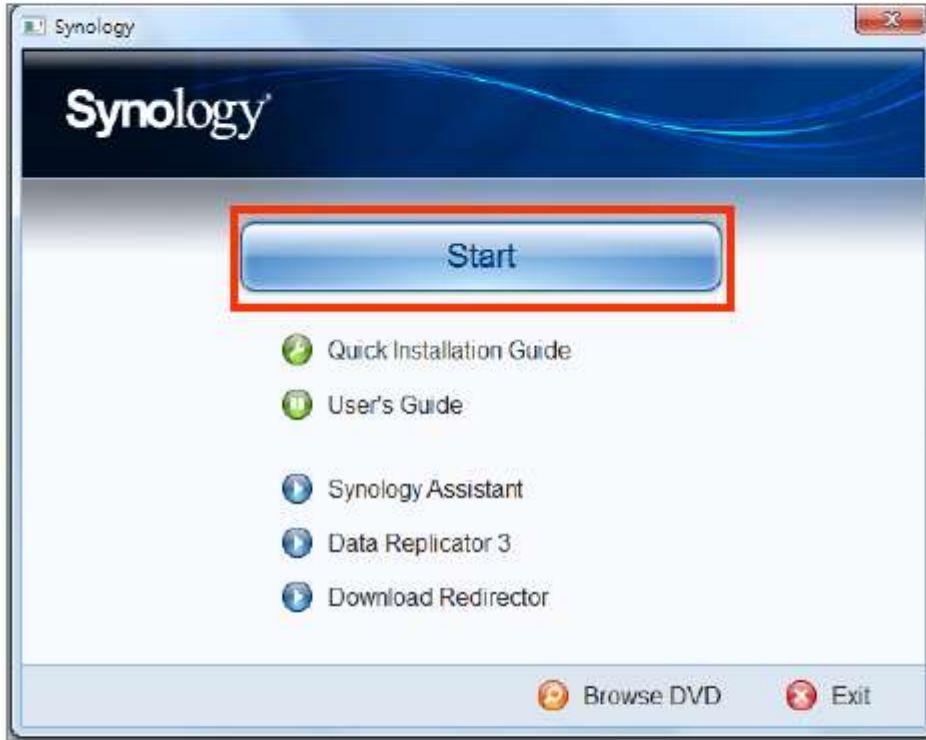 Synology
Synology
Start
Quick Installation Guide
User's Guide
Synology Assistant
Data Replicator 3
Download Redirector
Browse DVD
Exit